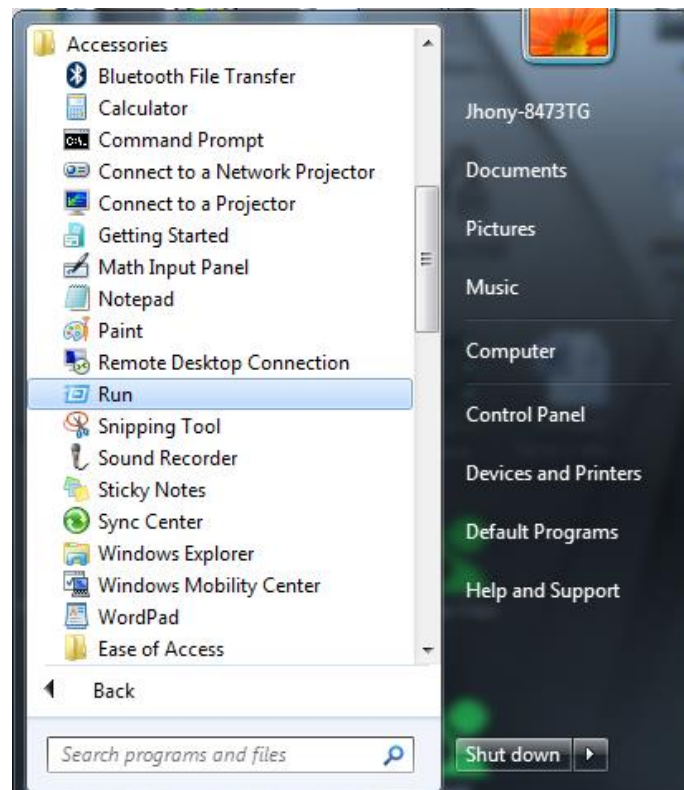 Accessories
Bluetooth File Transfer
Calculator
Command Prompt
Connect to a Network Projector
Connect to a Projector
Getting Started
Math Input Panel
Notepad
Paint
Remote Desktop Connection
Run
Snipping Tool
Sound Recorder
Sticky Notes
Sync Center
Windows Explorer
Windows Mobility Center
WordPad
Ease of Access
Back
Search programs and files
Jhony-8473TG
Documents
Pictures
Music
Computer
Control Panel
Devices and Printers
Default Programs
Help and Support
Shut down